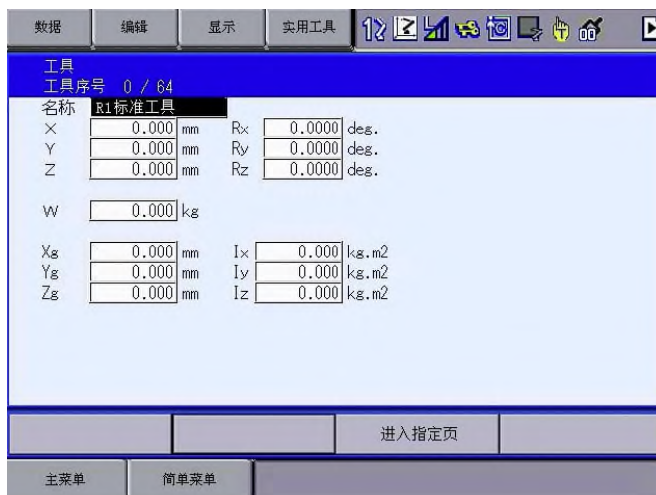 数据 编辑 显示 实用工具
工具
工具序号 0 / 64
名称 R1标准工具
X 0.000 mm Rx 0.0000 deg.
Y 0.000 mm Ry 0.0000 deg.
Z 0.000 mm Rz 0.0000 deg.
W 0.000 kg
Xg 0.000 mm Ix 0.000 kg.m2
Yg 0.000 mm Iy 0.000 kg.m2
Zg 0.000 mm Iz 0.000 kg.m2
进入指定页
主菜单 简单菜单